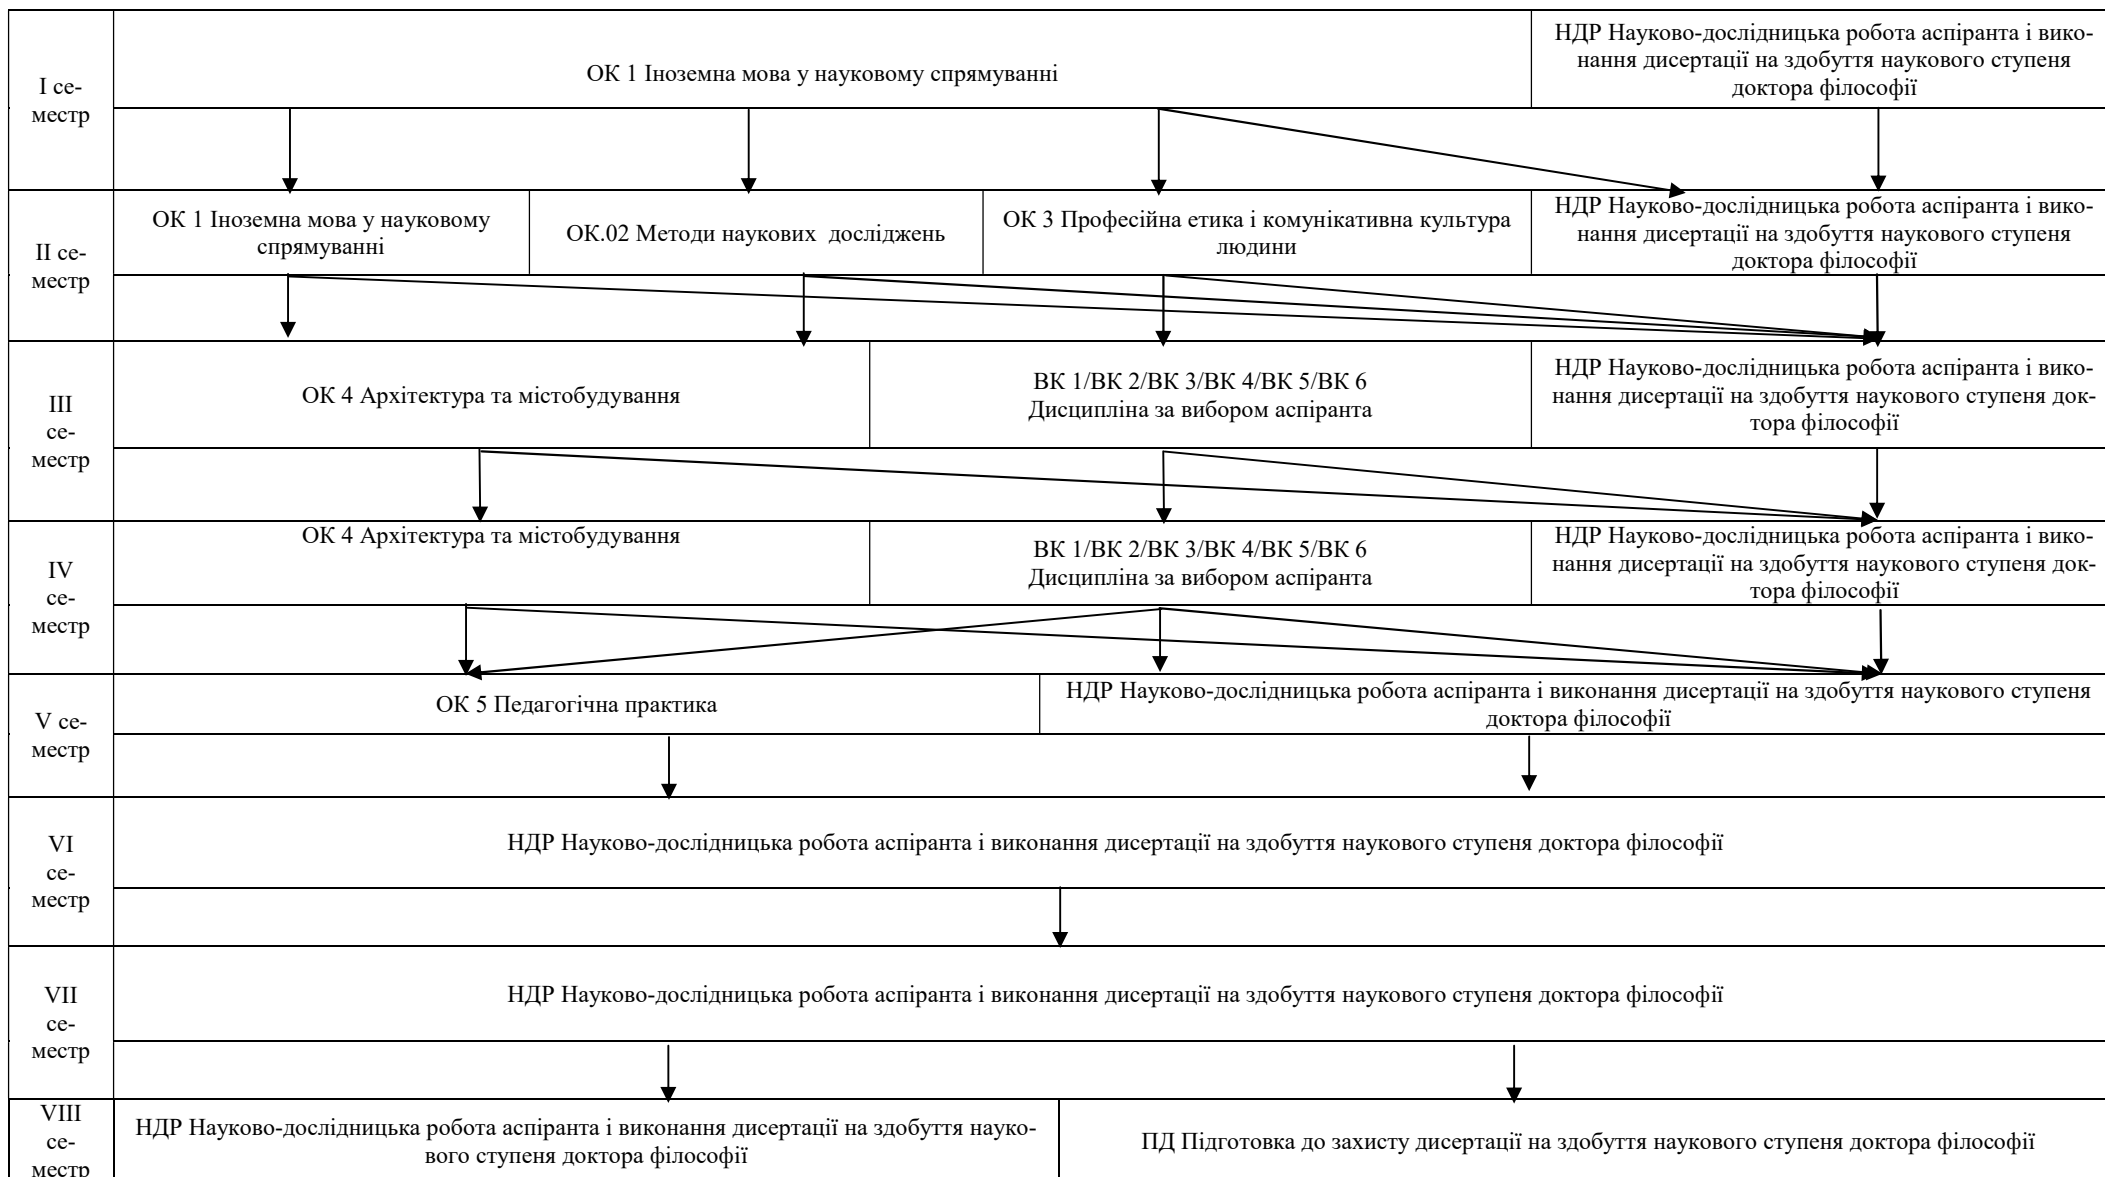 І се-
местр
ОК 1 Іноземна мова у науковому спрямуванні
НДР Науково-дослідницька робота аспіранта і вико-
нання дисертації на здобуття наукового ступеня
доктора філософії
ІІ се-
местр
ОК 1 Іноземна мова у науковому
спрямуванні
ОК.02 Методи наукових  досліджень
ОК 3 Професійна етика і комунікативна культура
людини
НДР Науково-дослідницька робота аспіранта і вико-
нання дисертації на здобуття наукового ступеня
доктора філософії
ІІІ
се-
местр
ОК 4 Архітектура та містобудування
ВК 1/ВК 2/ВК 3/ВК 4/ВК 5/ВК 6
Дисципліна за вибором аспіранта
НДР Науково-дослідницька робота аспіранта і вико-
нання дисертації на здобуття наукового ступеня док-
тора філософії
IV
се-
местр
ОК 4 Архітектура та містобудування
ВК 1/ВК 2/ВК 3/ВК 4/ВК 5/ВК 6
Дисципліна за вибором аспіранта
НДР Науково-дослідницька робота аспіранта і вико-
нання дисертації на здобуття наукового ступеня док-
тора філософії
V се-
местр
ОК 5 Педагогічна практика
НДР Науково-дослідницька робота аспіранта і виконання дисертації на здобуття наукового ступеня
доктора філософії
VI
се-
местр
НДР Науково-дослідницька робота аспіранта і виконання дисертації на здобуття наукового ступеня доктора філософії
VII
се-
местр
НДР Науково-дослідницька робота аспіранта і виконання дисертації на здобуття наукового ступеня доктора філософії
VIII
се-
местр
НДР Науково-дослідницька робота аспіранта і виконання дисертації на здобуття науко-
вого ступеня доктора філософії
ПД Підготовка до захисту дисертації на здобуття наукового ступеня доктора філософії